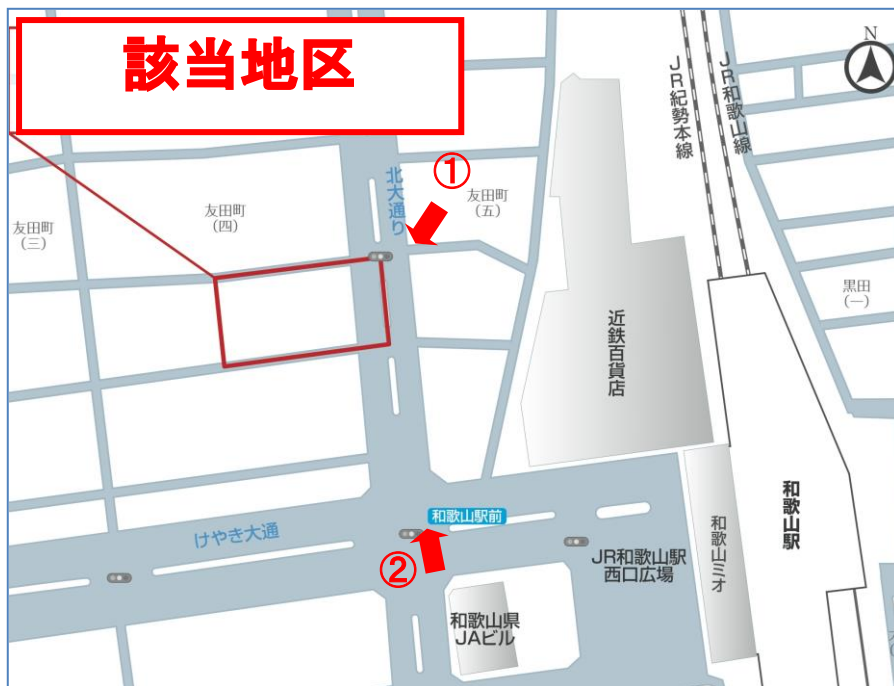 該当地区
N
JR紀勢本線
JR和歌山線
①
北大通り
友田町
(五)
友田町
(四)
友田町
(三)
黒田
(一)
近鉄百貨店
和歌山駅前
けやき大通
②
JR和歌山駅
西口広場
和歌山ミオ
和歌山駅
和歌山県
JAビル